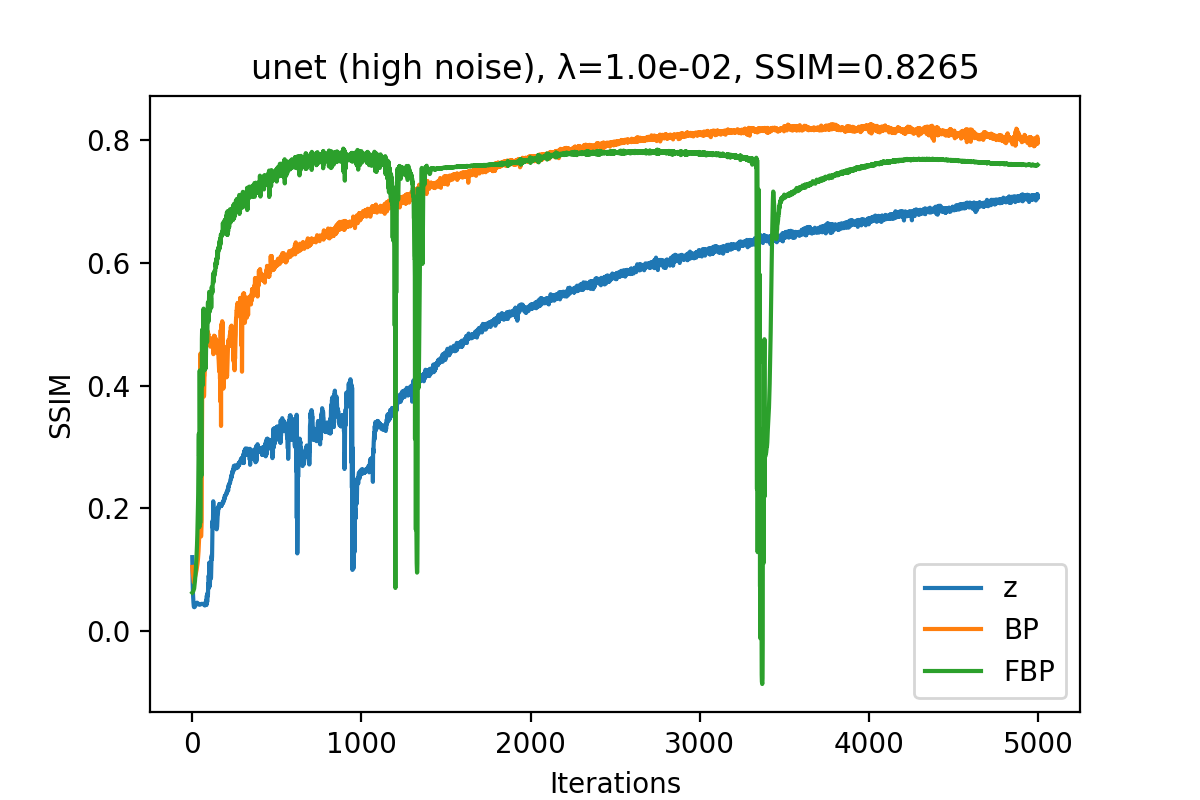 unet (high noise), λ=1.0e-02, SSIM=0.8265
0.8
0.6
0.4
0.2
0.0
SSIM
0 1000 2000 3000 4000 5000
Iterations
z
BP
FBP